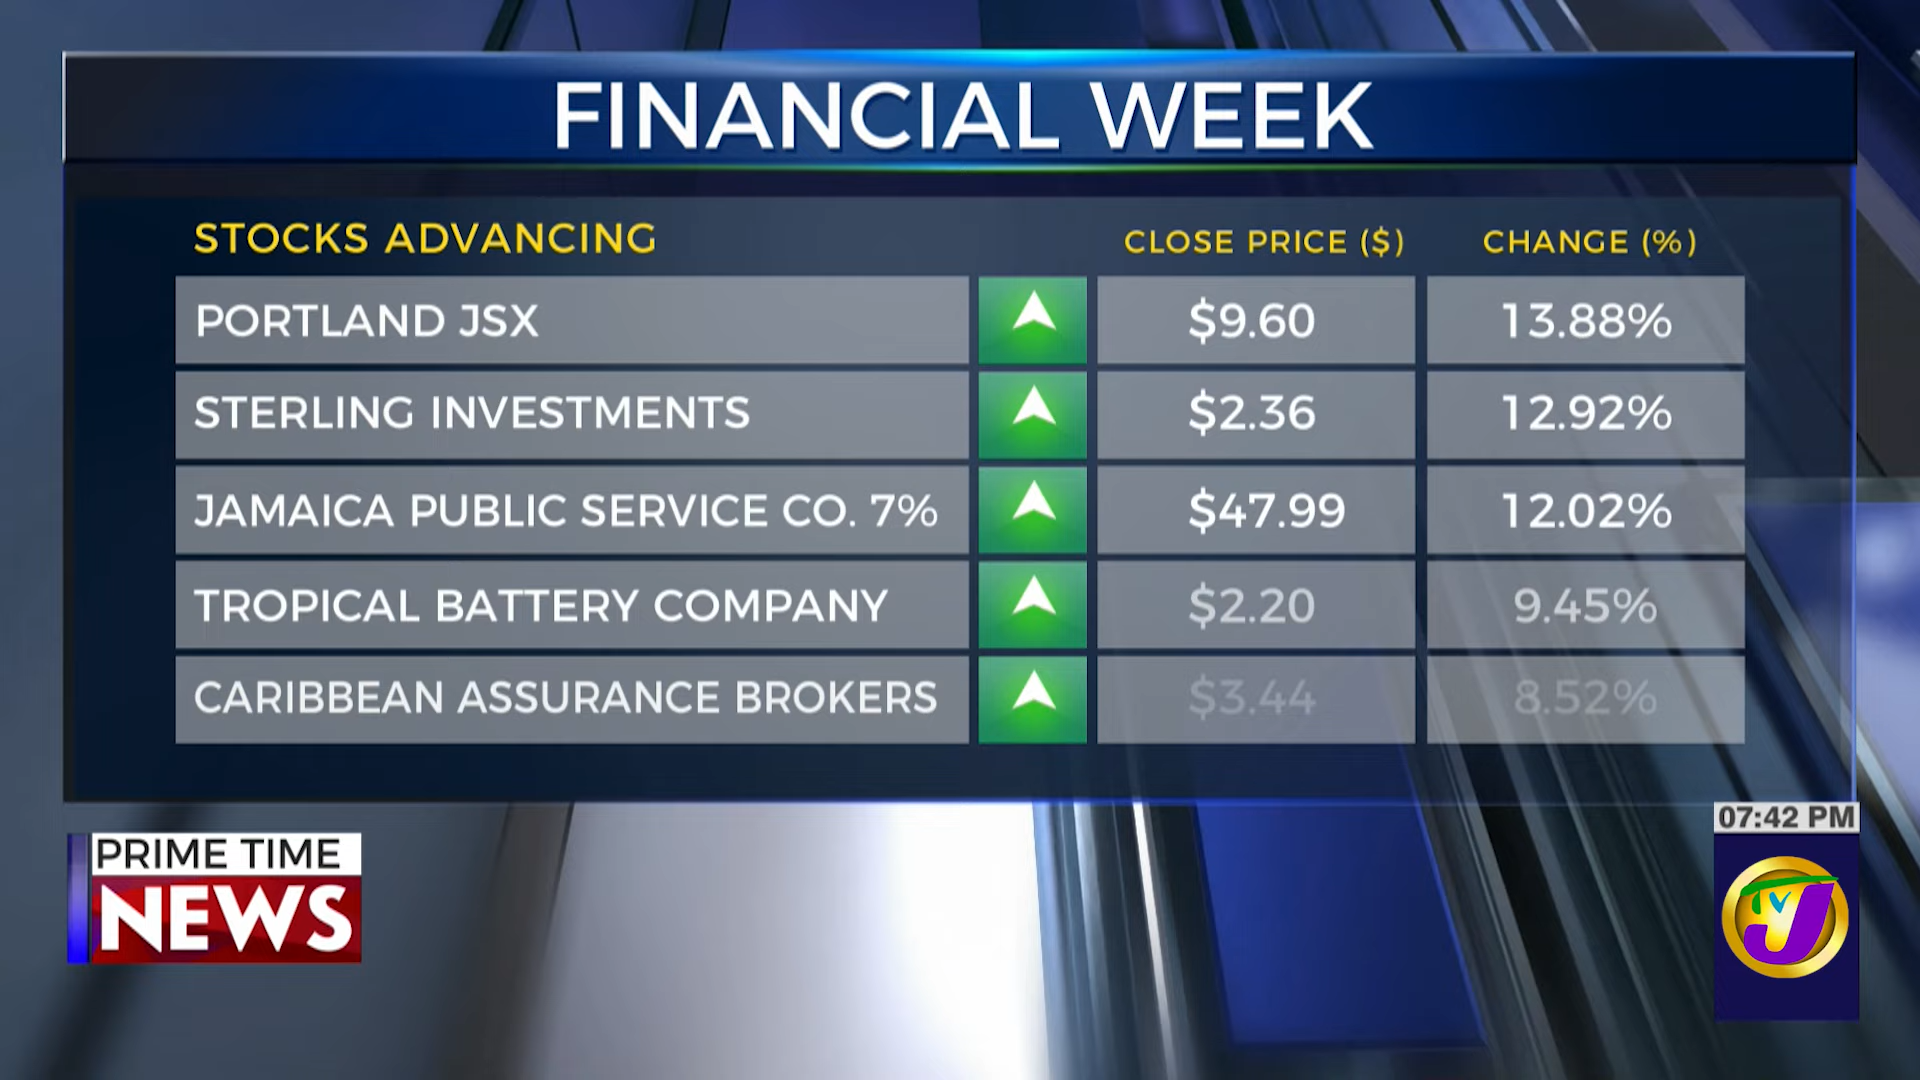 FINANCIAL WEEK
STOCKS ADVANCING CLOSE PRICE ($) CHANGE (%)
PORTLAND JSX $9.60 13.88%
STERLING INVESTMENTS $2.36 12.92%
JAMAICA PUBLIC SERVICE CO. 7% $47.99 12.02%
TROPICAL BATTERY COMPANY $2.20 9.45%
CARIBBEAN ASSURANCE BROKERS $3.44 8.52%
PRIME TIME
NEWS
07:42 PM
TVJ